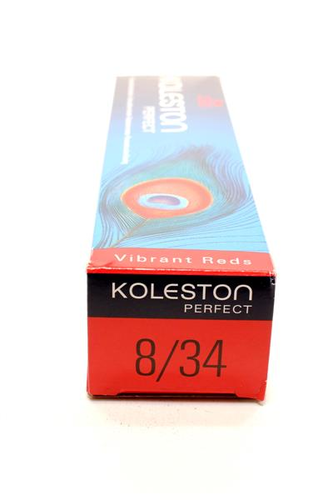 KOLESTON
PERFECT
Vibrant Reds
KOLESTON
PERFECT
8/34